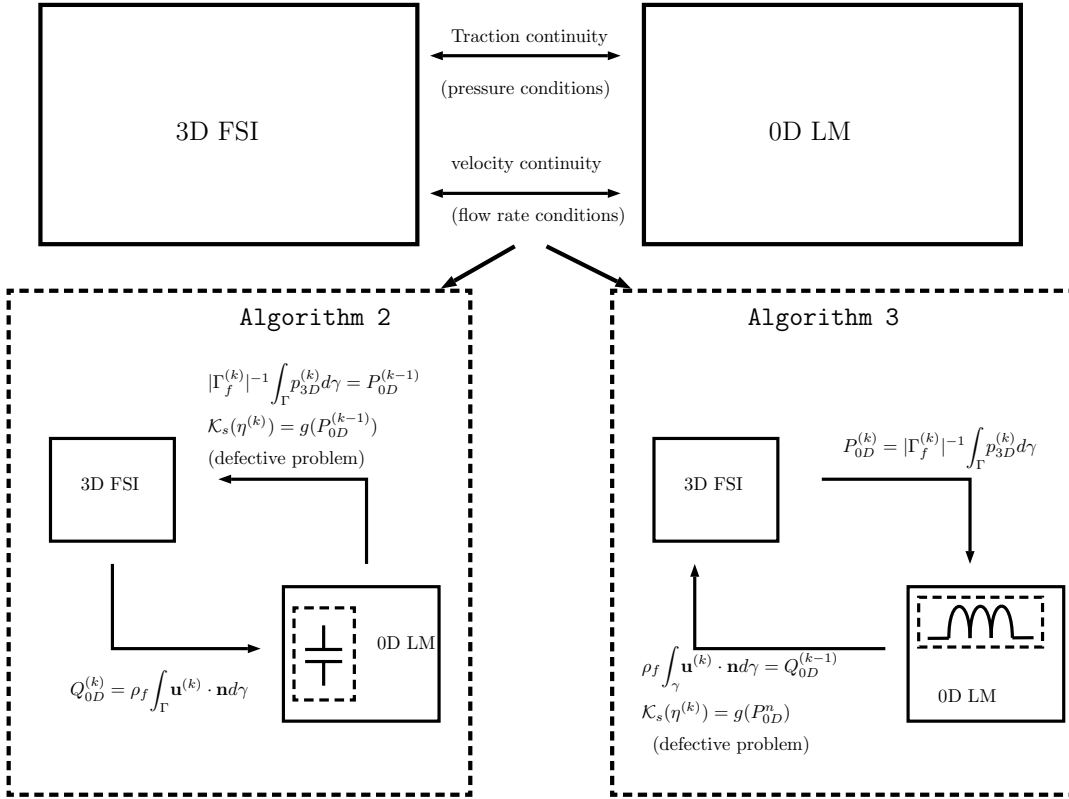 Traction continuity
(pressure conditions)
3D FSI
0D LM
velocity continuity
(flow rate conditions)
Algorithm 2
|Γ_f^{(k)}|^{-1} ∫_Γ p_{3D}^{(k)} dγ = P_{0D}^{(k-1)}
𝒦_s(η^{(k)}) = g(P_{0D}^{(k-1)})
(defective problem)
3D FSI
0D LM
Q_{0D}^{(k)} = ρ_f ∫_Γ **u**^{(k)} · **n** dγ
Algorithm 3
P_{0D}^{(k)} = |Γ_f^{(k)}|^{-1} ∫_Γ p_{3D}^{(k)} dγ
3D FSI
ρ_f ∫_γ **u**^{(k)} · **n** dγ = Q_{0D}^{(k-1)}
𝒦_s(η^{(k)}) = g(P_{0D}^n)
(defective problem)
0D LM